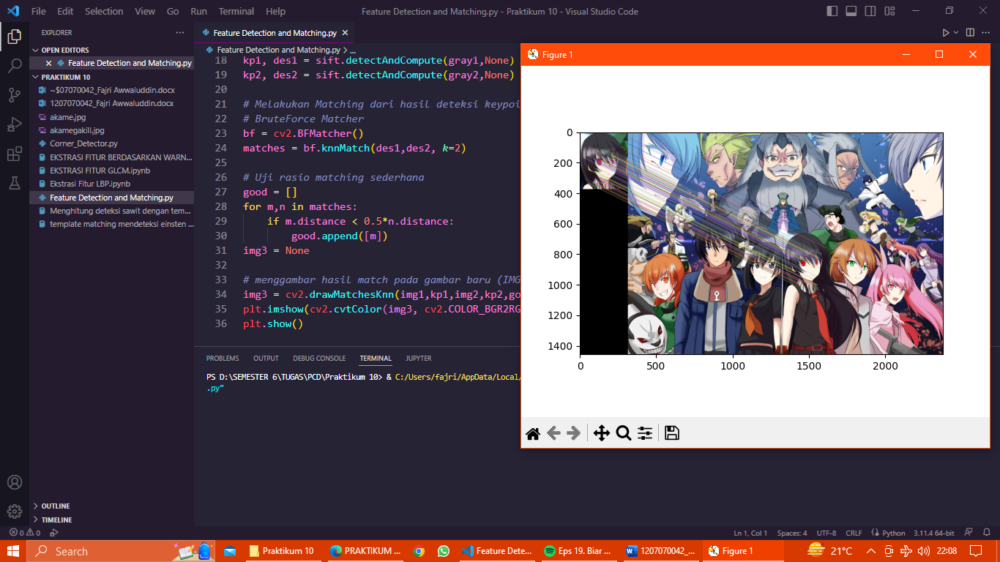 File Edit Selection View Go Run Terminal Help
Feature Detection and Matching.py - Praktikum 10 - Visual Studio Code
EXPLORER
OPEN EDITORS
Feature Detection and Matching.py
PRAKTIKUM 10
~$07070042_Fajri Awwaluddin.docx
1207070042_Fajri Awwaluddin.docx
akame.jpg
akamegakill.jpg
Corner_Detector.py
EKSTRASI FITUR BERDASARKAN WARN...
EKSTRASI FITUR GLCM.ipynb
Ekstrasi Fitur LBP.ipynb
Feature Detection and Matching.py
Menghitung deteksi sawit dengan tem...
template matching mendeteksi einsten ...
OUTLINE
TIMELINE
Feature Detection and Matching.py
Feature Detection and Matching.py > ...
18 kp1, des1 = sift.detectAndCompute(gray1,None)
19 kp2, des2 = sift.detectAndCompute(gray2,None)
20
21 # Melakukan Matching dari hasil deteksi keypoi
22 # BruteForce Matcher
23 bf = cv2.BFMatcher()
24 matches = bf.knnMatch(des1,des2, k=2)
25
26 # Uji rasio matching sederhana
27 good = []
28 for m,n in matches:
29 if m.distance < 0.5*n.distance:
30 good.append([m])
31 img3 = None
32
33 # menggambar hasil match pada gambar baru (IMG
34 img3 = cv2.drawMatchesKnn(img1,kp1,img2,kp2,go
35 plt.imshow(cv2.cvtColor(img3, cv2.COLOR_BGR2RG
36 plt.show()
PROBLEMS OUTPUT DEBUG CONSOLE TERMINAL JUPYTER
PS D:\SEMESTER 6\TUGAS\PCD\Praktikum 10> & C:/Users/fajri/AppData/Local/
.py"
Figure 1
0
200
400
600
800
1000
1200
1400
0 500 1000 1500 2000
0 0 Ln 1, Col 1 Spaces: 4 UTF-8 CRLF Python 3.11.4 64-bit
Search Praktikum 10 PRAKTIKUM ... Feature Dete... Eps 19. Biar ... 1207070042_... Figure 1 21°C 22:08